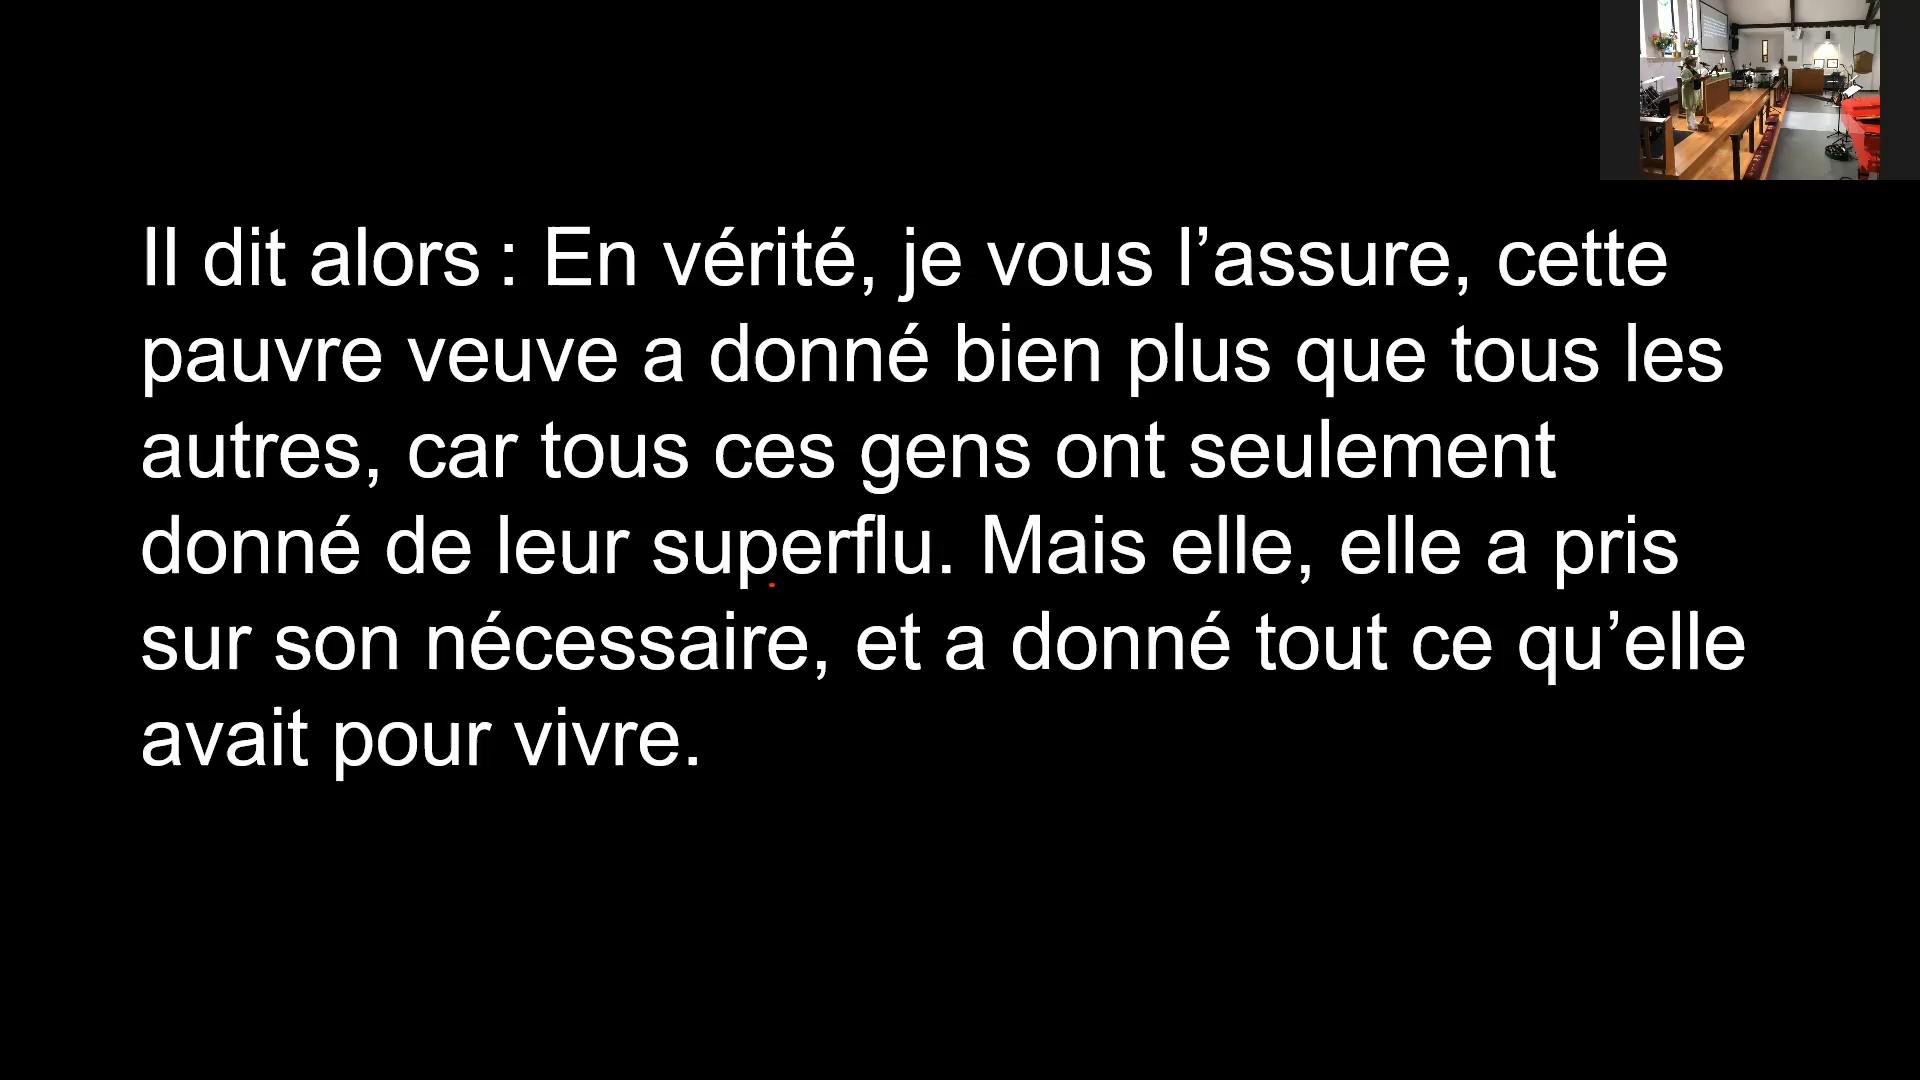 Il dit alors : En vérité, je vous l’assure, cette
pauvre veuve a donné bien plus que tous les
autres, car tous ces gens ont seulement
donné de leur superflu. Mais elle, elle a pris
sur son nécessaire, et a donné tout ce qu’elle
avait pour vivre.